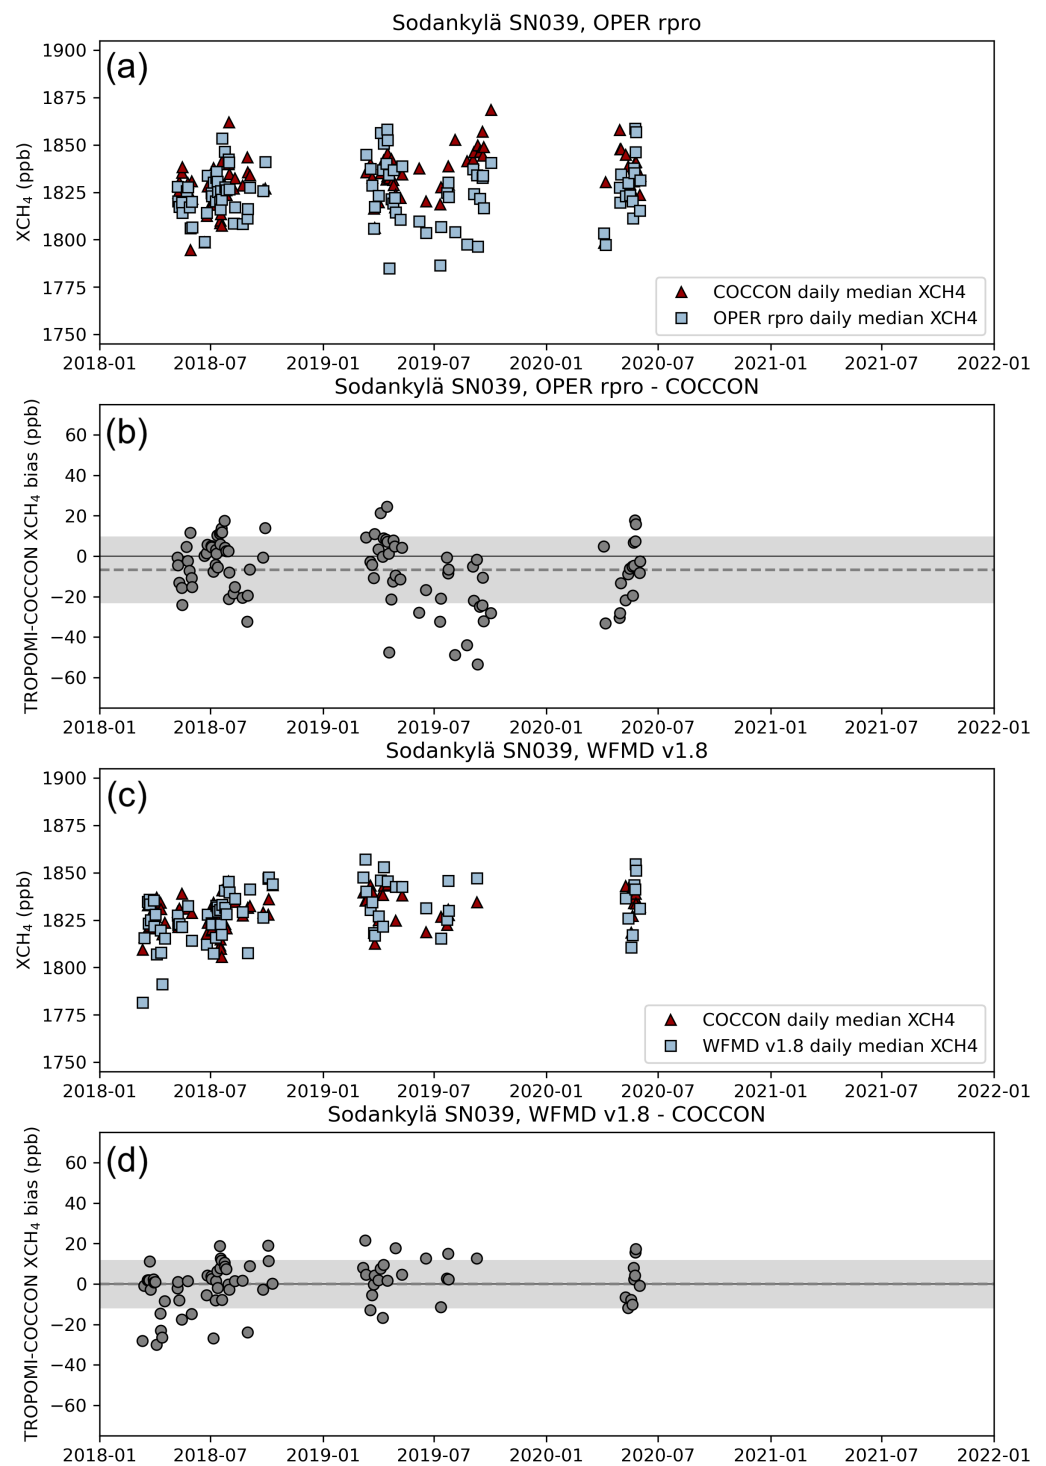 Sodankylä SN039, OPER rpro
(a)
XCH₄ (ppb)
1900
1875
1850
1825
1800
1775
1750
COCCON daily median XCH4
OPER rpro daily median XCH4
2018-01 2018-07 2019-01 2019-07 2020-01 2020-07 2021-01 2021-07 2022-01
Sodankylä SN039, OPER rpro - COCCON
(b)
TROPOMI-COCCON XCH₄ bias (ppb)
60
40
20
0
−20
−40
−60
2018-01 2018-07 2019-01 2019-07 2020-01 2020-07 2021-01 2021-07 2022-01
Sodankylä SN039, WFMD v1.8
(c)
XCH₄ (ppb)
1900
1875
1850
1825
1800
1775
1750
COCCON daily median XCH4
WFMD v1.8 daily median XCH4
2018-01 2018-07 2019-01 2019-07 2020-01 2020-07 2021-01 2021-07 2022-01
Sodankylä SN039, WFMD v1.8 - COCCON
(d)
TROPOMI-COCCON XCH₄ bias (ppb)
60
40
20
0
−20
−40
−60
2018-01 2018-07 2019-01 2019-07 2020-01 2020-07 2021-01 2021-07 2022-01